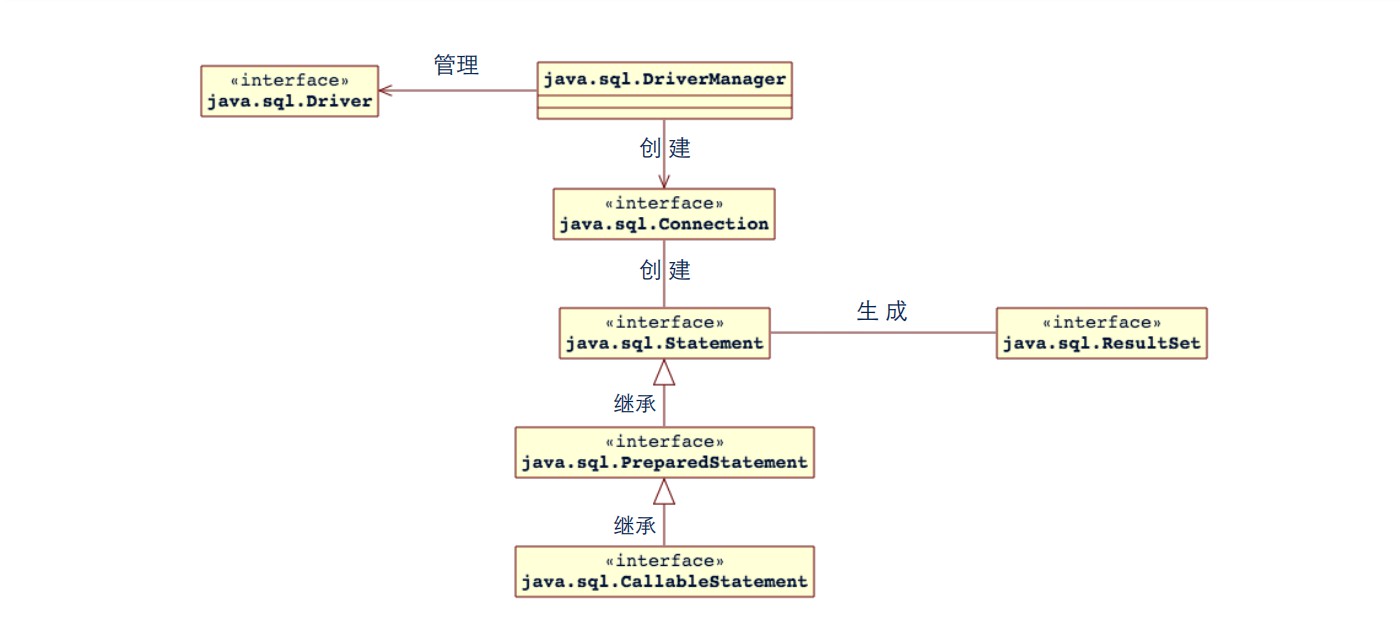 管理
«interface»
java.sql.Driver
java.sql.DriverManager
创 建
«interface»
java.sql.Connection
创 建
«interface»
java.sql.Statement
生 成
«interface»
java.sql.ResultSet
继承
«interface»
java.sql.PreparedStatement
继承
«interface»
java.sql.CallableStatement